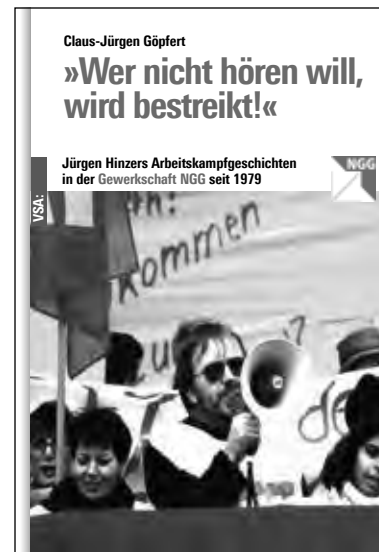 Claus-Jürgen Göpfert
»Wer nicht hören will,
wird bestreikt!«
Jürgen Hinzers Arbeitskampfgeschichten
in der Gewerkschaft NGG seit 1979
NGG
VSA:
kommen